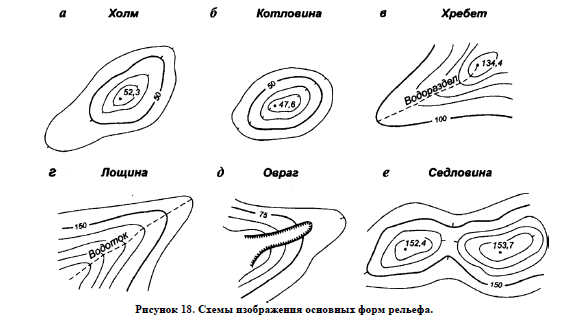 а Холм
52,3
50
б Котловина
50
47,6
в Хребет
134,4
Водораздел
100
г Лощина
150
Водоток
д Овраг
75
е Седловина
152,4
153,7
150
Рисунок 18. Схемы изображения основных форм рельефа.